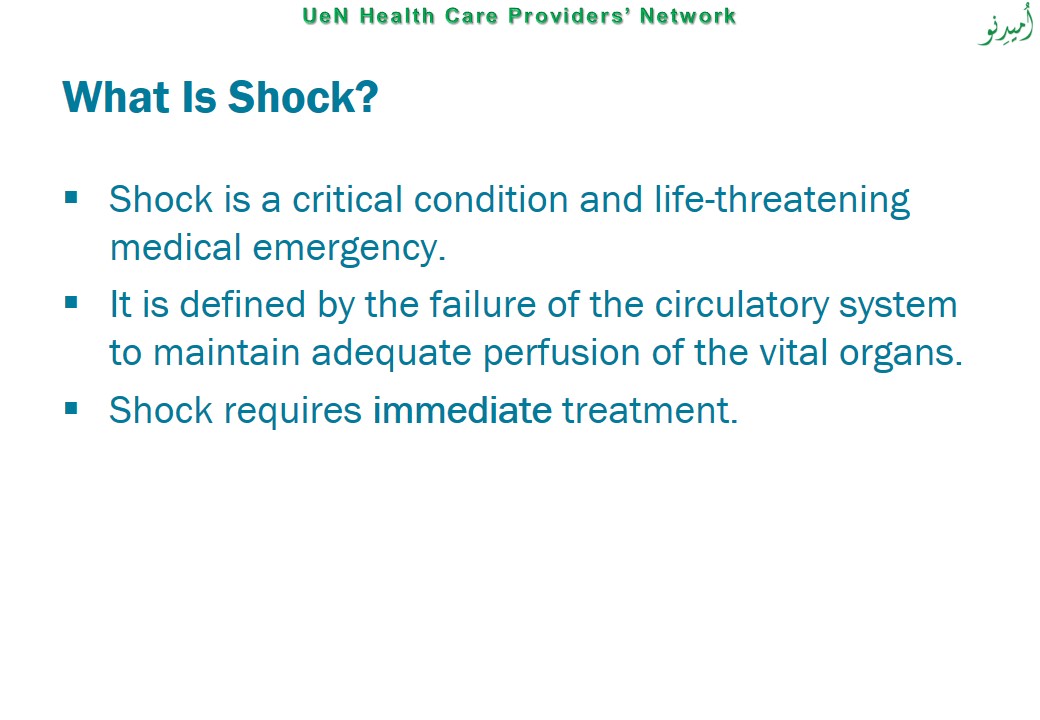 UeN Health Care Providers’ Network
أُميدِنو
What Is Shock?
▪ Shock is a critical condition and life-threatening
medical emergency.
▪ It is defined by the failure of the circulatory system
to maintain adequate perfusion of the vital organs.
▪ Shock requires immediate treatment.